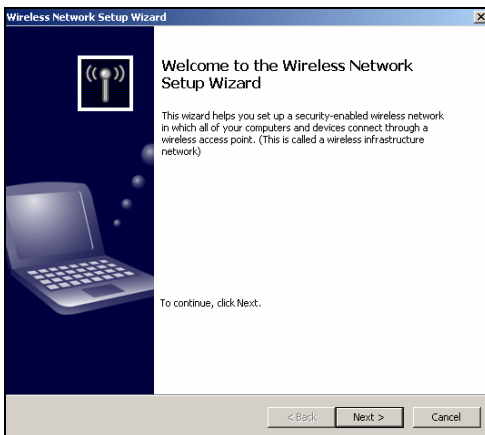 Wireless Network Setup Wizard
Welcome to the Wireless Network
Setup Wizard
This wizard helps you set up a security-enabled wireless network
in which all of your computers and devices connect through a
wireless access point. (This is called a wireless infrastructure
network)
To continue, click Next.
< Back Next > Cancel